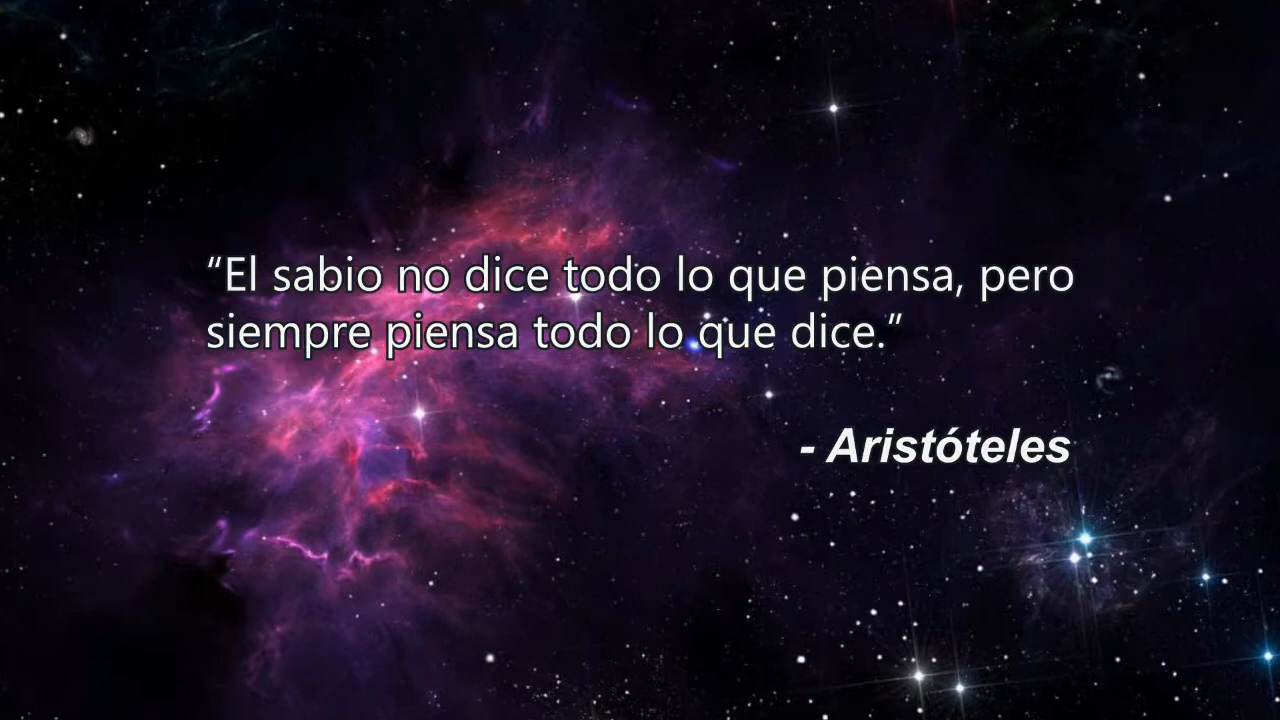 “El sabio no dice todo lo que piensa, pero
siempre piensa todo lo que dice.”
- Aristóteles